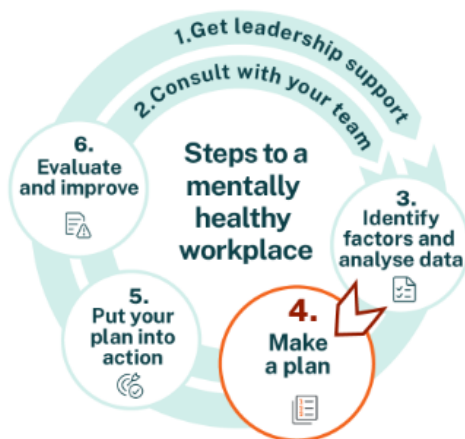 1.Get leadership support
2.Consult with your team
Steps to a
mentally
healthy
workplace
3.
Identify
factors and
analyse data
4.
Make
a plan
5.
Put your
plan into
action
6.
Evaluate
and improve